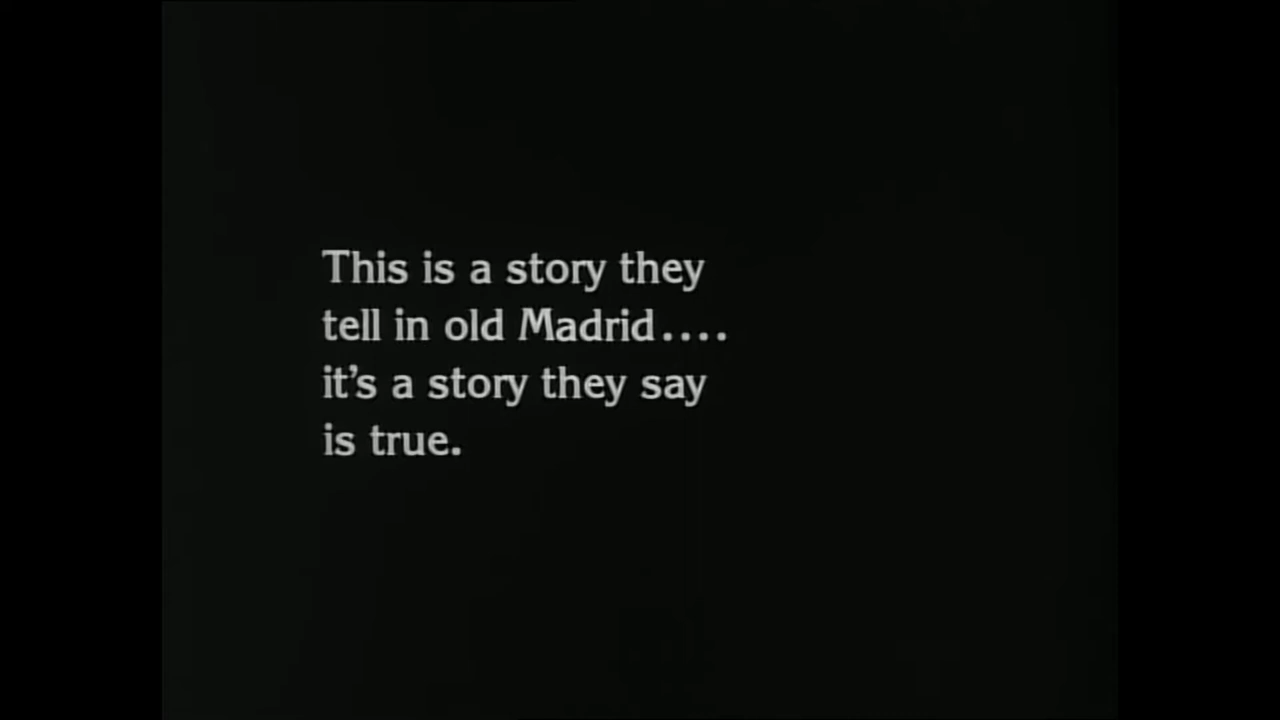 This is a story they
tell in old Madrid....
it's a story they say
is true.